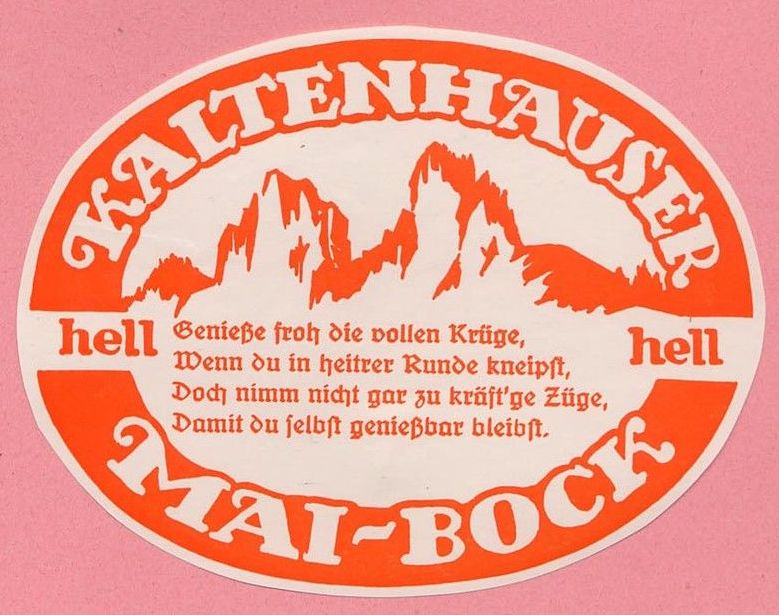 KALTENHAUSER
hell
Genieße froh die vollen Krüge,
Wenn du in heitrer Runde kneipst,
Doch nimm nicht gar zu kräft'ge Züge,
Damit du selbst genießbar bleibst.
hell
MAI-BOCK